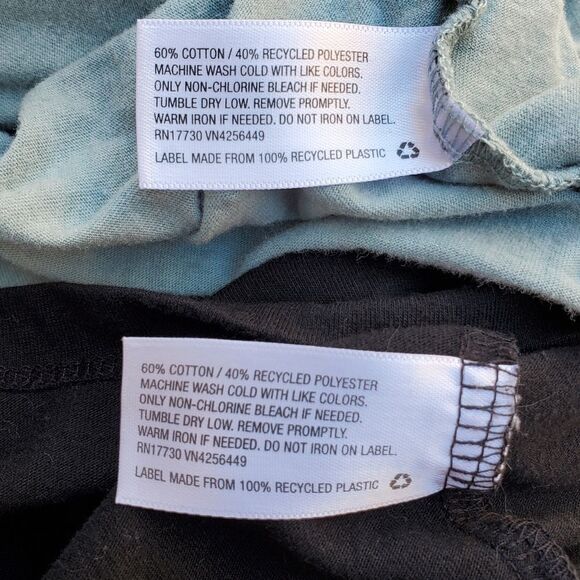 60% COTTON / 40% RECYCLED POLYESTER
MACHINE WASH COLD WITH LIKE COLORS.
ONLY NON-CHLORINE BLEACH IF NEEDED.
TUMBLE DRY LOW. REMOVE PROMPTLY.
WARM IRON IF NEEDED. DO NOT IRON ON LABEL.
RN17730 VN4256449
LABEL MADE FROM 100% RECYCLED PLASTIC
60% COTTON / 40% RECYCLED POLYESTER
MACHINE WASH COLD WITH LIKE COLORS.
ONLY NON-CHLORINE BLEACH IF NEEDED.
TUMBLE DRY LOW. REMOVE PROMPTLY.
WARM IRON IF NEEDED. DO NOT IRON ON LABEL.
RN17730 VN4256449
LABEL MADE FROM 100% RECYCLED PLASTIC